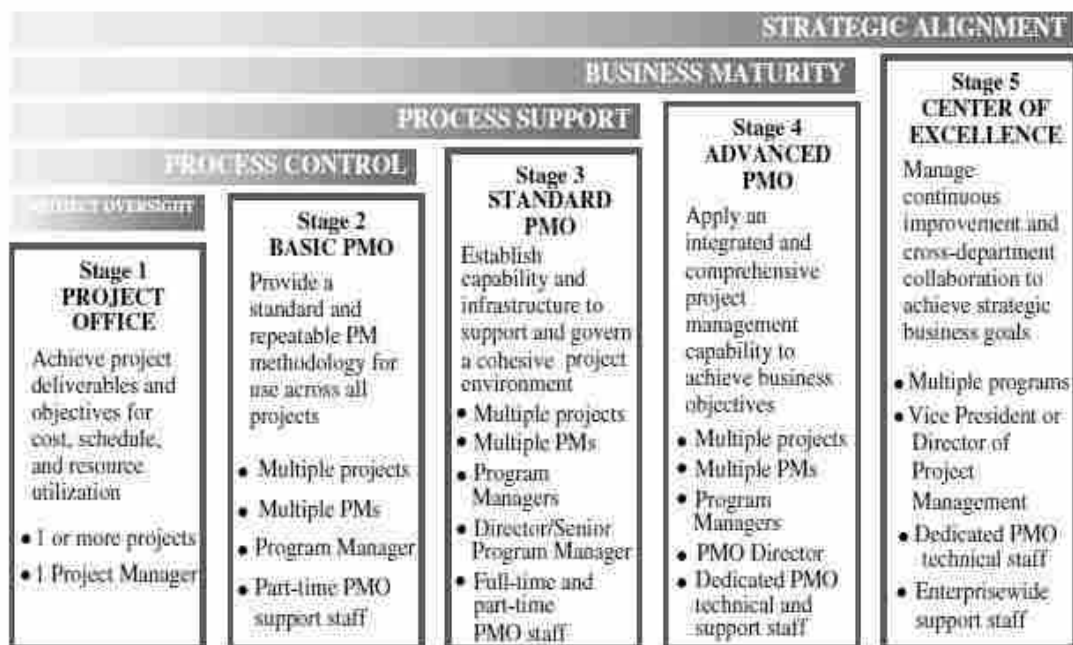 STRATEGIC ALIGNMENT
BUSINESS MATURITY
PROCESS SUPPORT
PROCESS CONTROL
PROJECT OVERSIGHT
Stage 1
PROJECT
OFFICE
Achieve project
deliverables and
objectives for
cost, schedule,
and resource
utilization
• 1 or more projects
• 1 Project Manager
Stage 2
BASIC PMO
Provide a
standard and
repeatable PM
methodology for
use across all
projects
• Multiple projects
• Multiple PMs
• Program Manager
• Part-time PMO
support staff
Stage 3
STANDARD
PMO
Establish
capability and
infrastructure to
support and govern
a cohesive project
environment
• Multiple projects
• Multiple PMs
• Program
Managers
• Director/Senior
Program Manager
• Full-time and
part-time
PMO staff
Stage 4
ADVANCED
PMO
Apply an
integrated and
comprehensive
project
management
capability to
achieve business
objectives
• Multiple projects
• Multiple PMs
• Program
Managers
• PMO Director
• Dedicated PMO
technical and
support staff
Stage 5
CENTER OF
EXCELLENCE
Manage
continuous
improvement and
cross-department
collaboration to
achieve strategic
business goals
• Multiple programs
• Vice President or
Director of
Project
Management
• Dedicated PMO
technical staff
• Enterprisewide
support staff